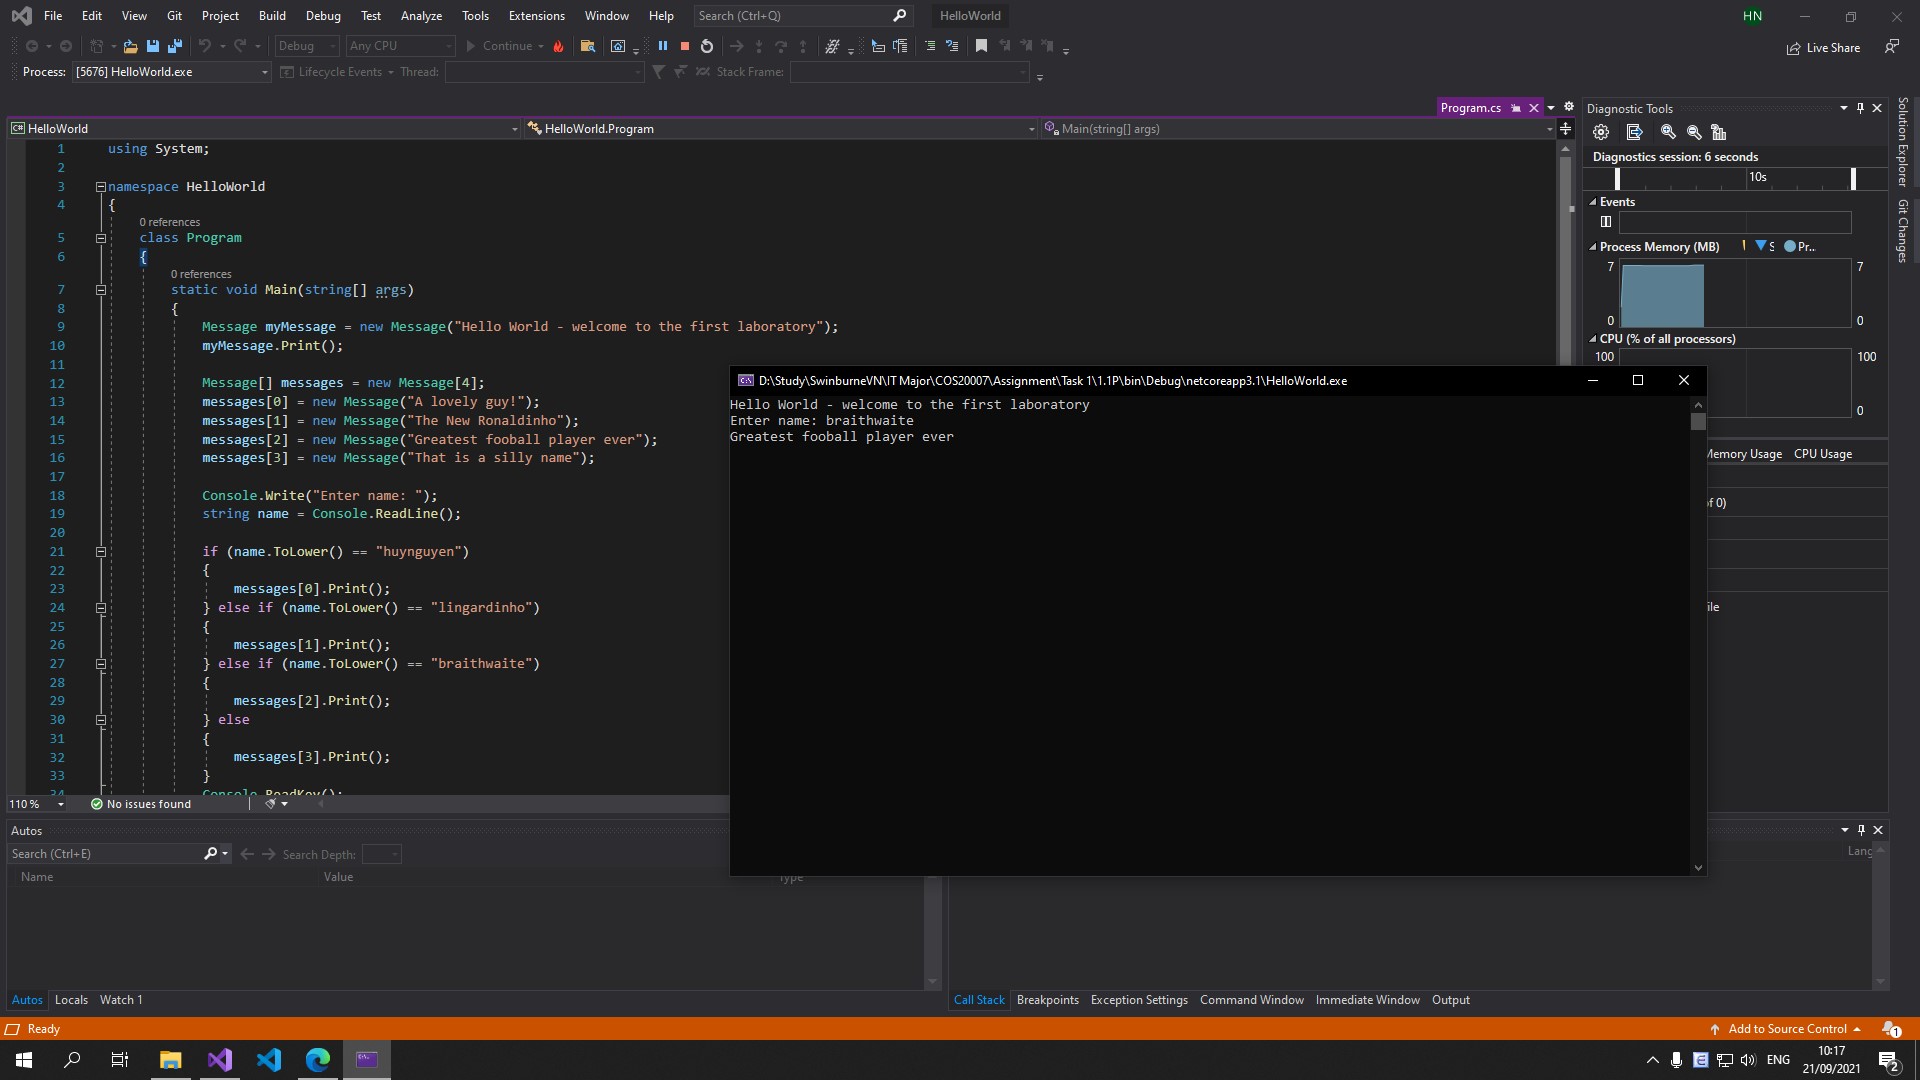 File Edit View Git Project Build Debug Test Analyze Tools Extensions Window Help Search (Ctrl+Q) HelloWorld HN
Debug Any CPU Continue Live Share
Process: [5676] HelloWorld.exe Lifecycle Events Thread: Stack Frame:
Program.cs
HelloWorld HelloWorld.Program Main(string[] args)
1 using System;
2
3 namespace HelloWorld
4 {
0 references
5 class Program
6 {
0 references
7 static void Main(string[] args)
8 {
9 Message myMessage = new Message("Hello World - welcome to the first laboratory");
10 myMessage.Print();
11
12 Message[] messages = new Message[4];
13 messages[0] = new Message("A lovely guy!");
14 messages[1] = new Message("The New Ronaldinho");
15 messages[2] = new Message("Greatest fooball player ever");
16 messages[3] = new Message("That is a silly name");
17
18 Console.Write("Enter name: ");
19 string name = Console.ReadLine();
20
21 if (name.ToLower() == "huynguyen")
22 {
23 messages[0].Print();
24 } else if (name.ToLower() == "lingardinho")
25 {
26 messages[1].Print();
27 } else if (name.ToLower() == "braithwaite")
28 {
29 messages[2].Print();
30 } else
31 {
32 messages[3].Print();
33 }
34 Console.ReadKey();
110 % No issues found
D:\Study\SwinburneVN\IT Major\COS20007\Assignment\Task 1\1.1P\bin\Debug\netcoreapp3.1\HelloWorld.exe
Hello World - welcome to the first laboratory
Enter name: braithwaite
Greatest fooball player ever
Diagnostic Tools
Diagnostics session: 6 seconds
10s
Events
Process Memory (MB) S Pr...
7 7
0 0
CPU (% of all processors)
100 100
0
Memory Usage CPU Usage
of 0)
ile
Solution Explorer
Git Changes
Autos
Search (Ctrl+E) Search Depth:
Name Value Type
Lang
Autos Locals Watch 1
Call Stack Breakpoints Exception Settings Command Window Immediate Window Output
Ready Add to Source Control 1
ENG 10:17
21/09/2021 2